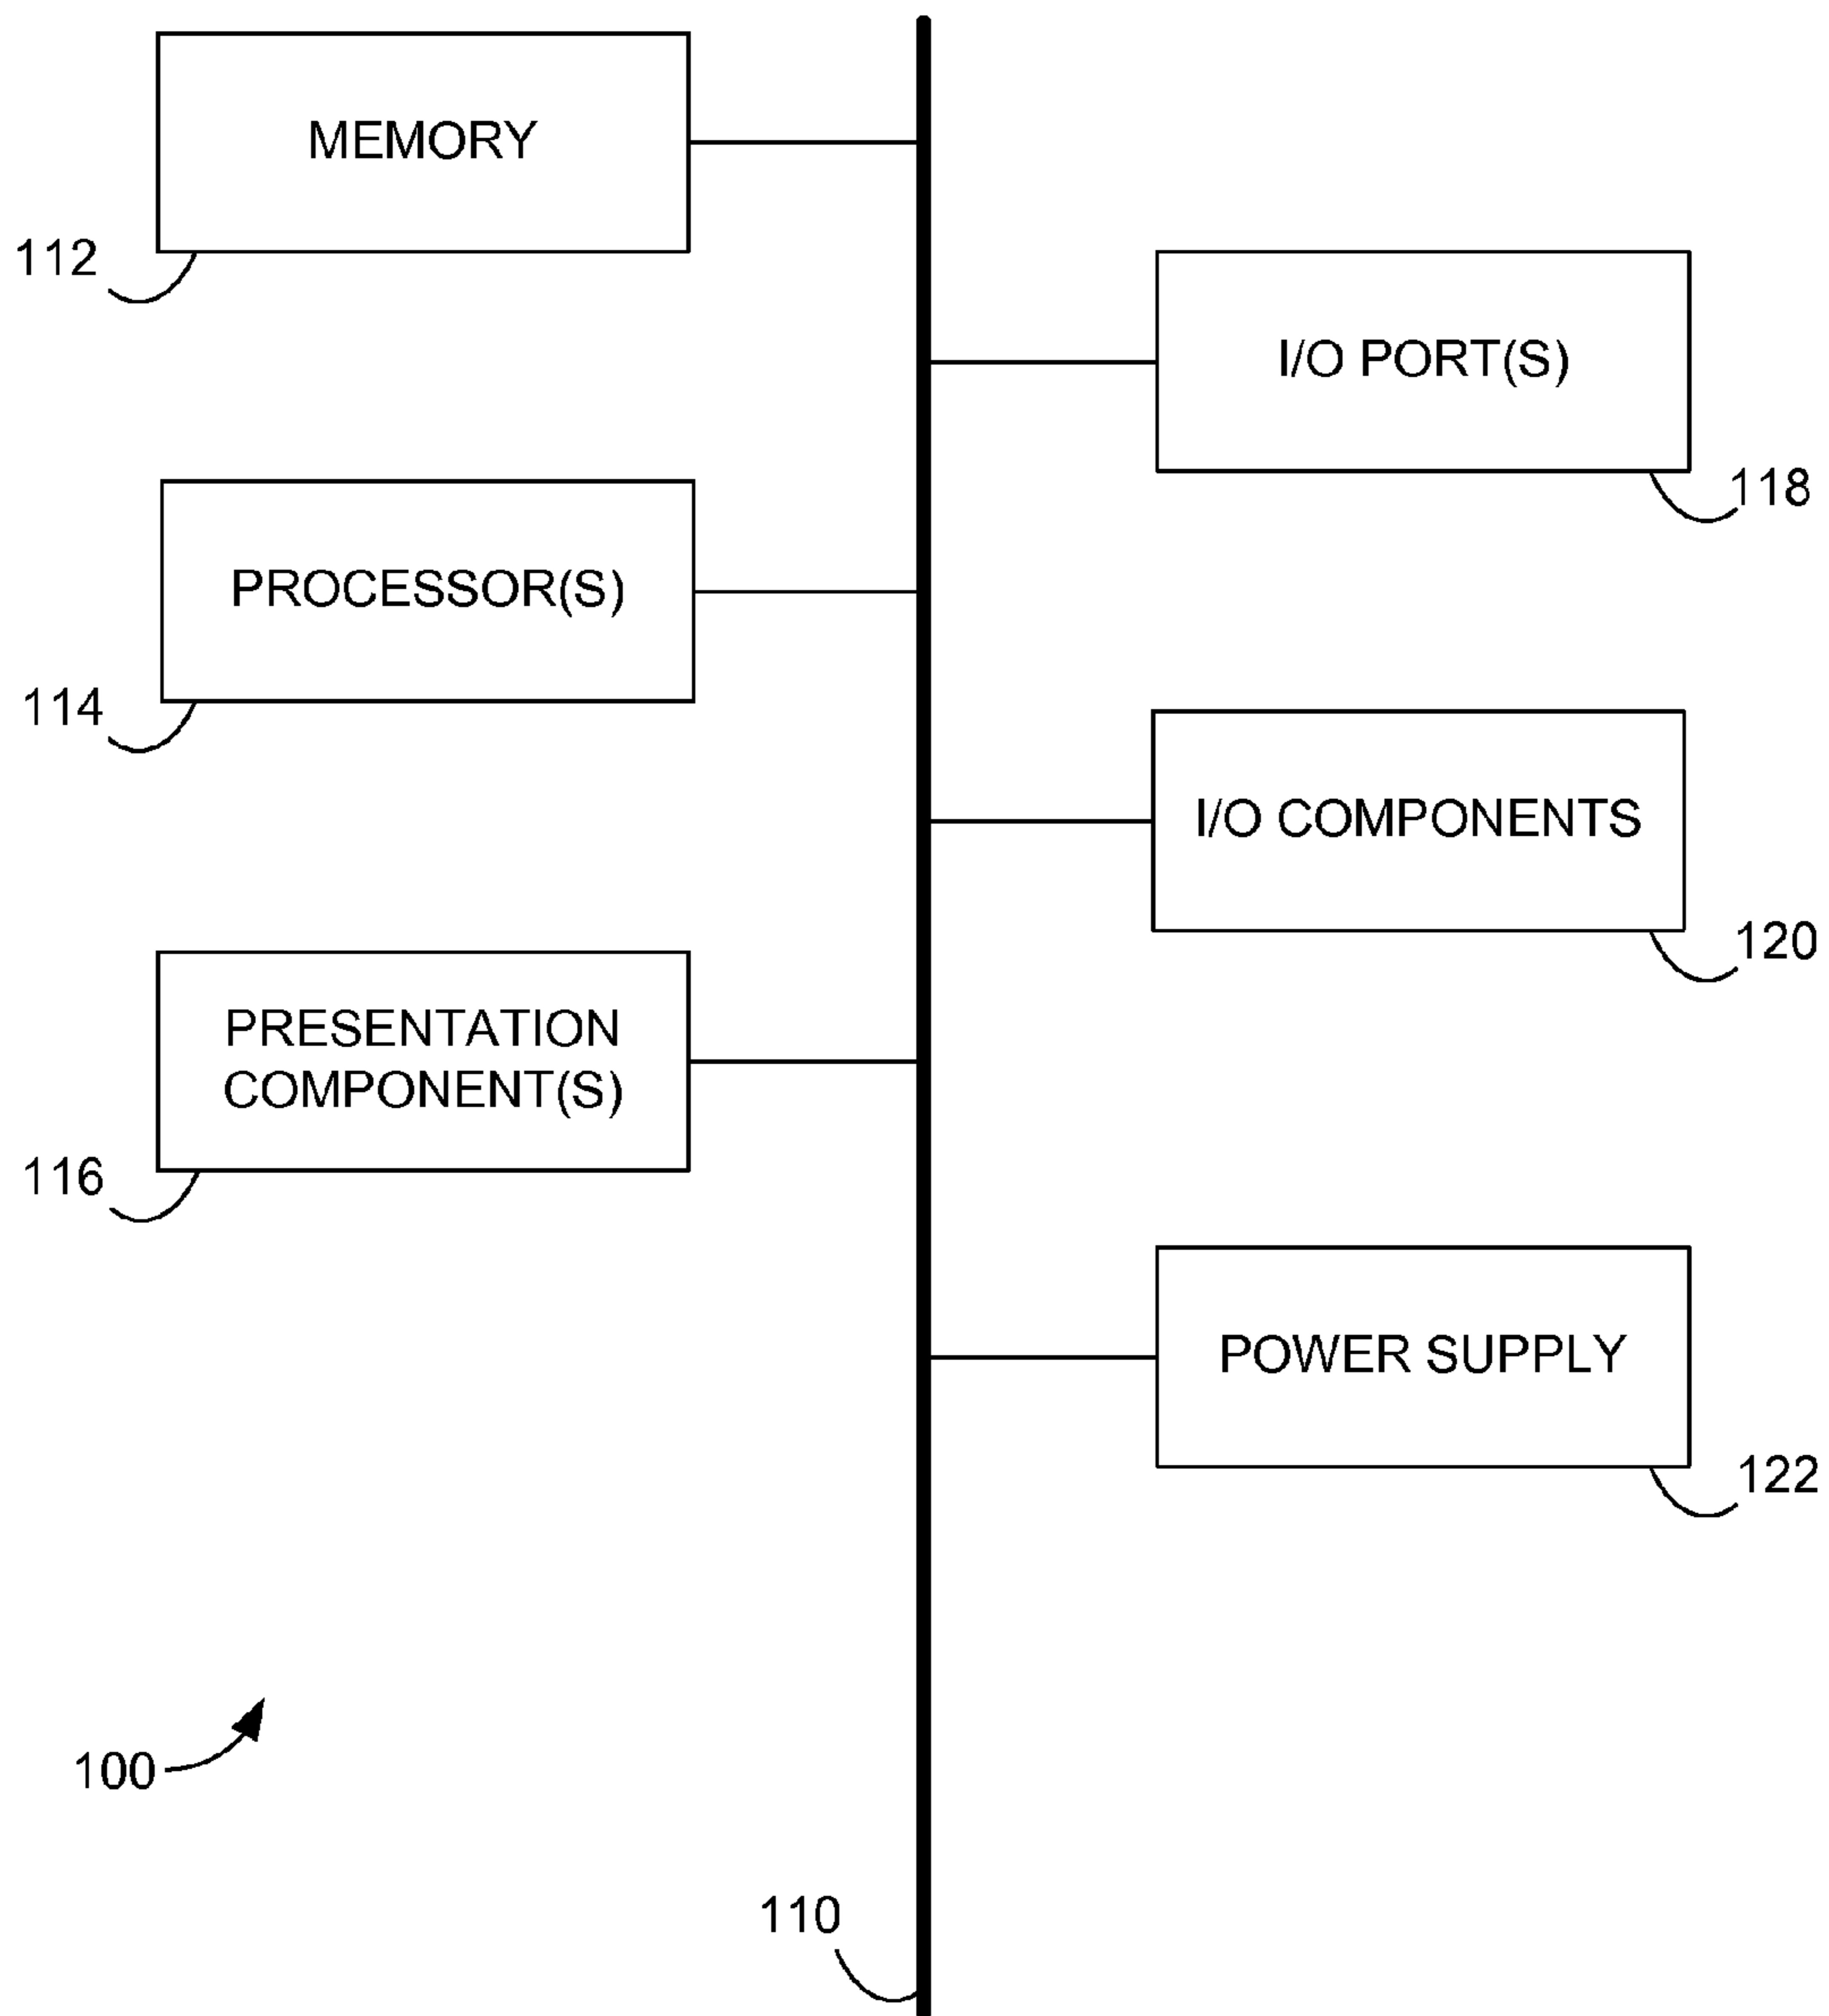 MEMORY
112
I/O PORT(S)
118
PROCESSOR(S)
114
I/O COMPONENTS
120
PRESENTATION
COMPONENT(S)
116
POWER SUPPLY
122
100
110